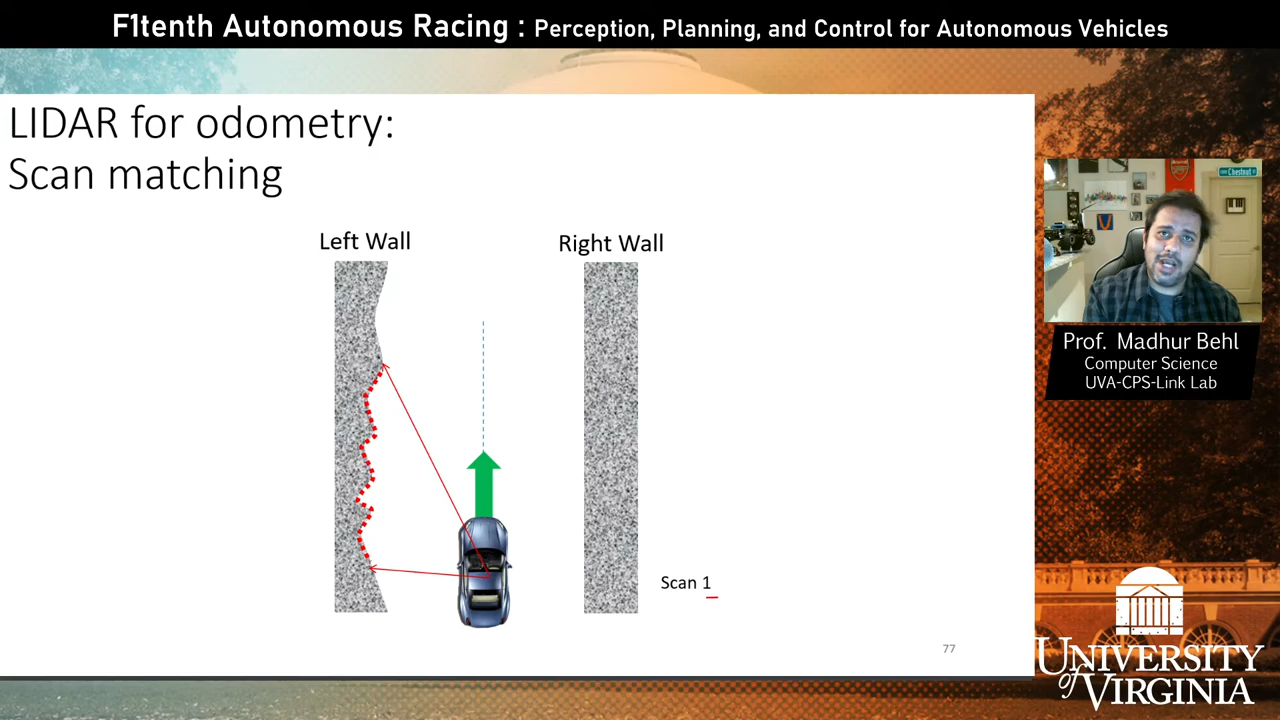 F1tenth Autonomous Racing : Perception, Planning, and Control for Autonomous Vehicles
LIDAR for odometry:
Scan matching
Left Wall
Right Wall
Scan 1
77
Chestnut
Prof. Madhur Behl
Computer Science
UVA-CPS-Link Lab
UNIVERSITY
of VIRGINIA